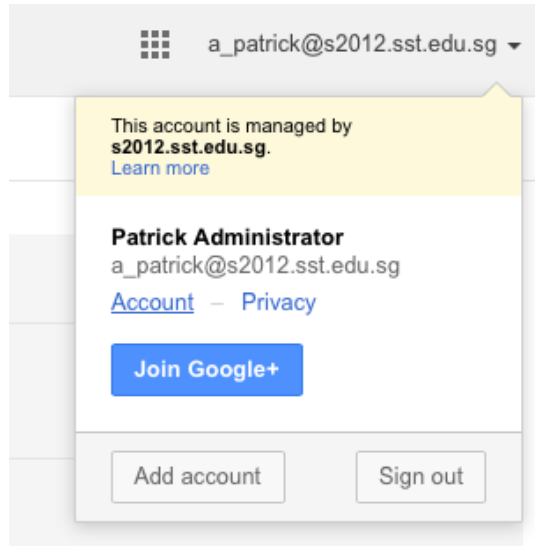 a_patrick@s2012.sst.edu.sg
This account is managed by
s2012.sst.edu.sg.
Learn more
Patrick Administrator
a_patrick@s2012.sst.edu.sg
Account – Privacy
Join Google+
Add account Sign out